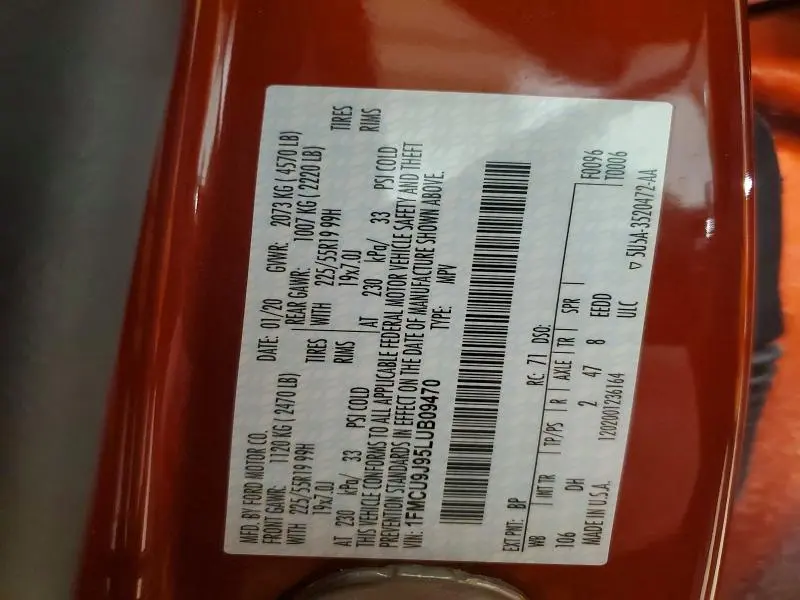 MFD. BY FORD MOTOR CO.
DATE: 01/20 GVWR: 2073 KG ( 4570 LB)
FRONT GAWR: 1120 KG ( 2470 LB) REAR GAWR: 1007 KG ( 2220 LB)
WITH 225/55R19 99H TIRES WITH 225/55R19 99H TIRES
19x7.0J RIMS 19x7.0J RIMS
AT 230 kPa/ 33 PSI COLD AT 230 kPa/ 33 PSI COLD
THIS VEHICLE CONFORMS TO ALL APPLICABLE FEDERAL MOTOR VEHICLE SAFETY AND THEFT
PREVENTION STANDARDS IN EFFECT ON THE DATE OF MANUFACTURE SHOWN ABOVE.
VIN: 1FMCU9J95LUB09470 TYPE: MPV
EXT PNT: BP RC: 71 DSO:
WB INT TR TP/PS R AXLE TR SPR F0096
106 DH 2 47 8 EEDD T0006
MADE IN U.S.A. 1202001236164 ULC
▽ 5U5A-3520472-AA